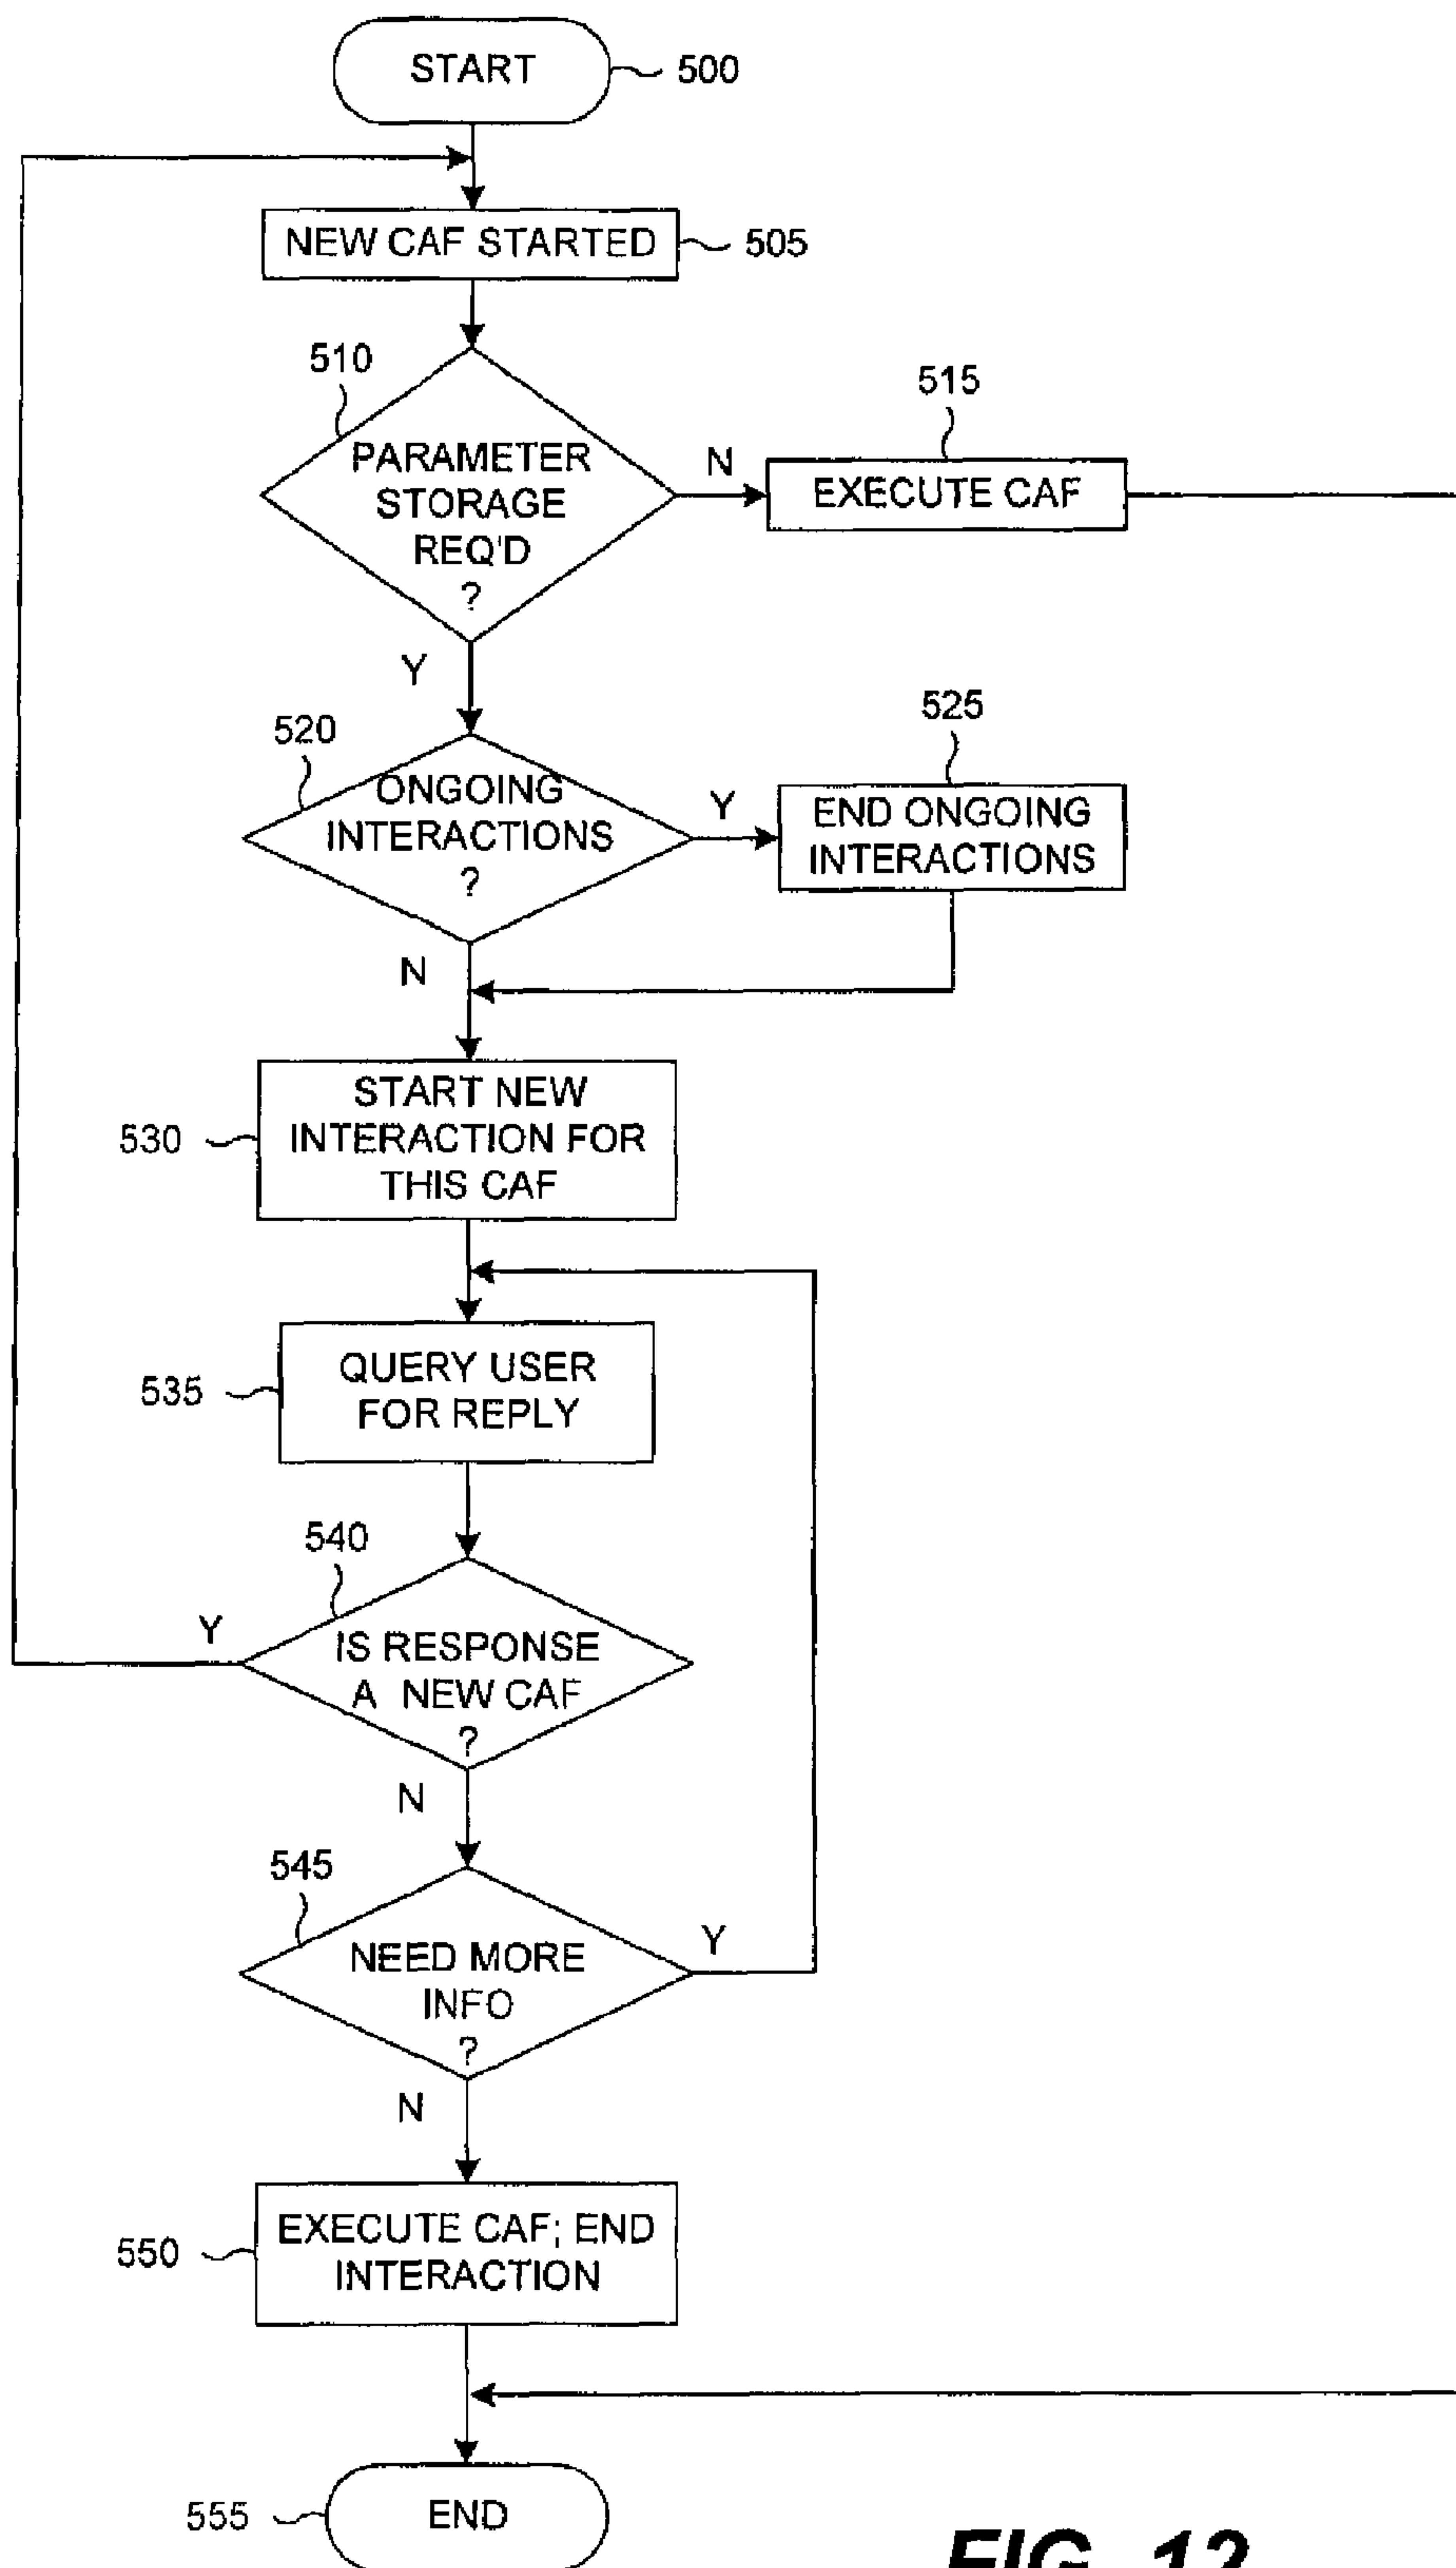 START
500
NEW CAF STARTED
505
510
PARAMETER
STORAGE
REQ'D
?
N
515
EXECUTE CAF
Y
520
ONGOING
INTERACTIONS
?
Y
525
END ONGOING
INTERACTIONS
N
530
START NEW
INTERACTION FOR
THIS CAF
535
QUERY USER
FOR REPLY
540
Y
IS RESPONSE
A NEW CAF
?
N
545
NEED MORE
INFO
?
Y
N
550
EXECUTE CAF; END
INTERACTION
555
END
FIG. 12